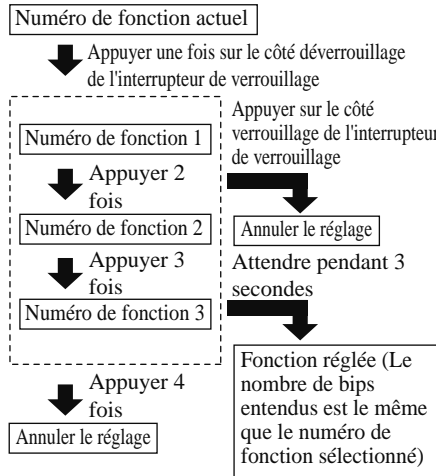 Numéro de fonction actuel
Appuyer une fois sur le côté déverrouillage
de l'interrupteur de verrouillage
Appuyer sur le côté
verrouillage de l'interrupteur
de verrouillage
Numéro de fonction 1
Appuyer 2
fois
Numéro de fonction 2
Annuler le réglage
Appuyer 3
fois
Attendre pendant 3
secondes
Numéro de fonction 3
Fonction réglée (Le
nombre de bips
entendus est le même
que le numéro de
fonction sélectionné)
Appuyer 4
fois
Annuler le réglage